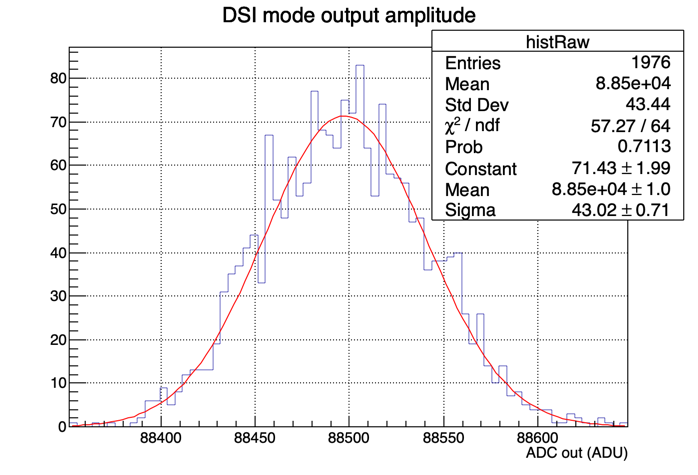 DSI mode output amplitude
histRaw
Entries 1976
Mean 8.85e+04
Std Dev 43.44
χ² / ndf 57.27 / 64
Prob 0.7113
Constant 71.43 ± 1.99
Mean 8.85e+04 ± 1.0
Sigma 43.02 ± 0.71
80
70
60
50
40
30
20
10
0
88400 88450 88500 88550 88600
ADC out (ADU)